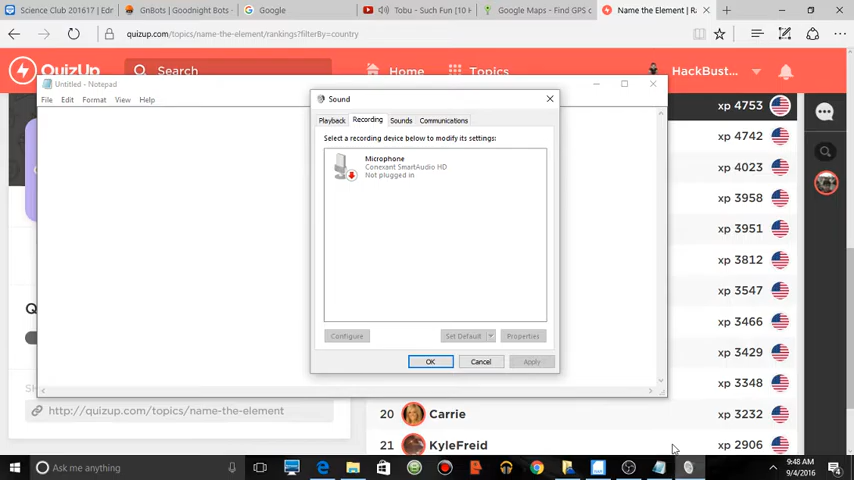 Science Club 201617 | Edit
GnBots | Goodnight Bots -
Google
Tobu - Such Fun [10 H
Google Maps - Find GPS c
Name the Element | Ra
quizup.com/topics/name-the-element/rankings?filterBy=country
QuizUp
Search
Home
Topics
HackBust...
Untitled - Notepad
File Edit Format View Help
Sound
Playback Recording Sounds Communications
Select a recording device below to modify its settings:
Microphone
Conexant SmartAudio HD
Not plugged in
Configure
Set Default
Properties
OK
Cancel
Apply
xp 4753
xp 4742
xp 4023
xp 3958
xp 3951
xp 3812
xp 3547
xp 3466
xp 3429
xp 3348
http://quizup.com/topics/name-the-element
20 Carrie xp 3232
21 KyleFreid xp 2906
Ask me anything
9:48 AM
9/4/2016
4